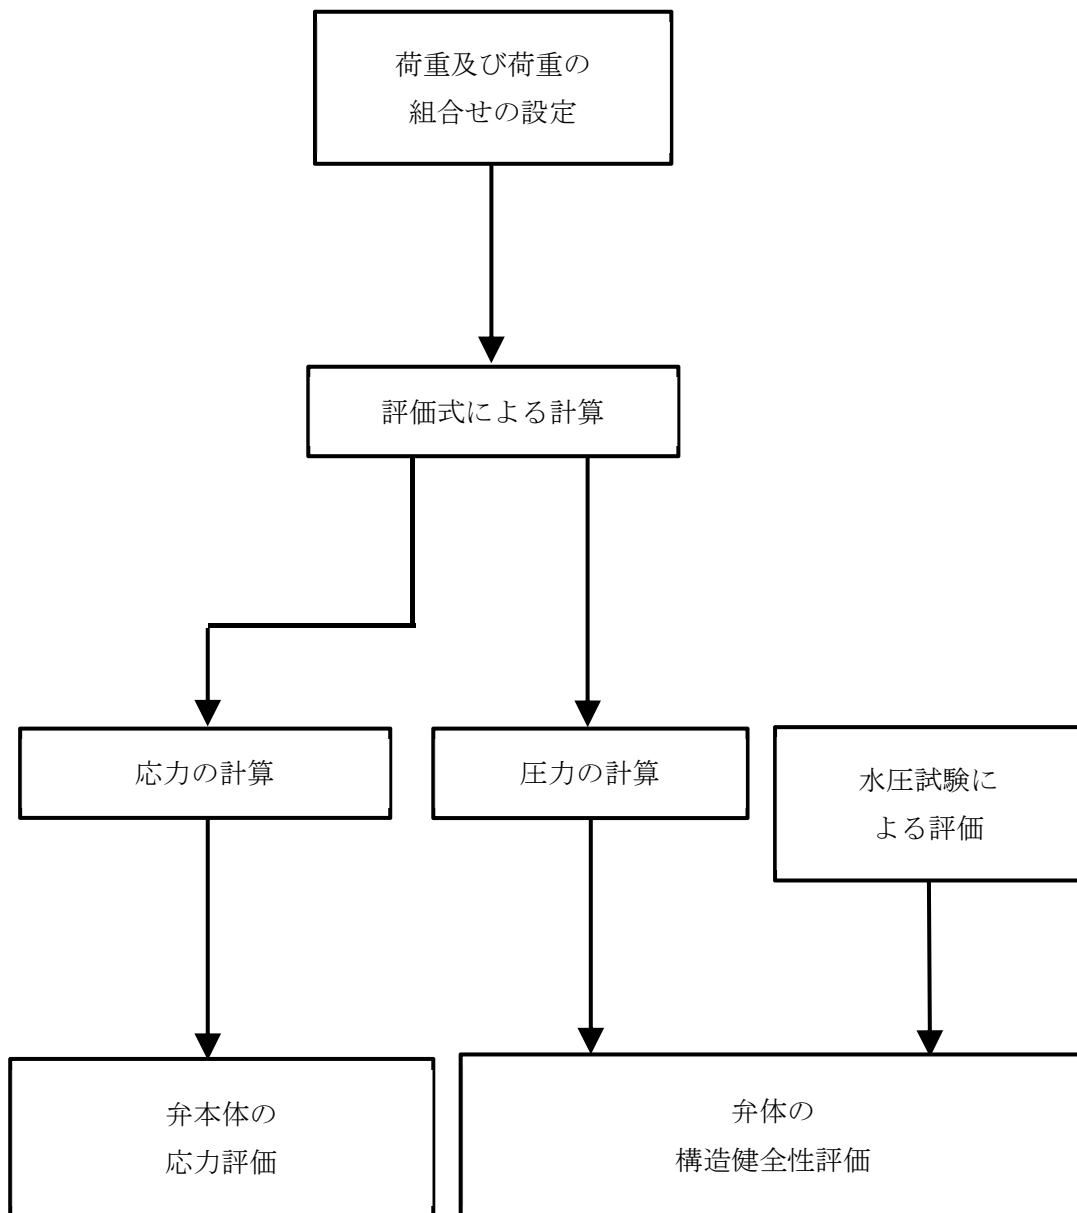 荷重及び荷重の
組合せの設定
評価式による計算
応力の計算
圧力の計算
水圧試験に
よる評価
弁本体の
応力評価
弁体の
構造健全性評価